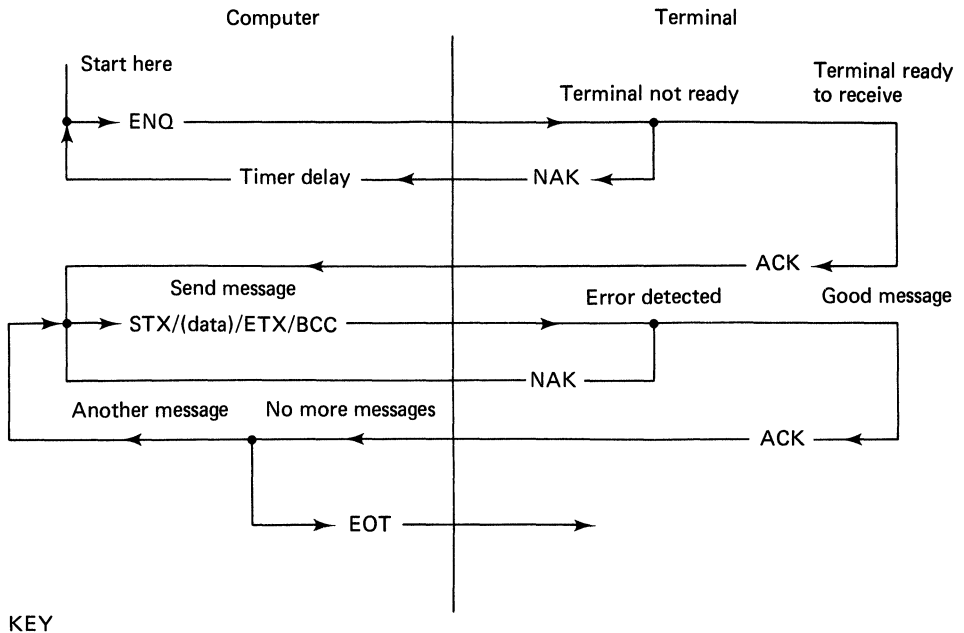 Computer
Terminal
Start here
Terminal ready
to receive
Terminal not ready
ENQ
Timer delay
NAK
ACK
Send message
Error detected
Good message
STX/(data)/ETX/BCC
NAK
Another message
No more messages
ACK
EOT
KEY